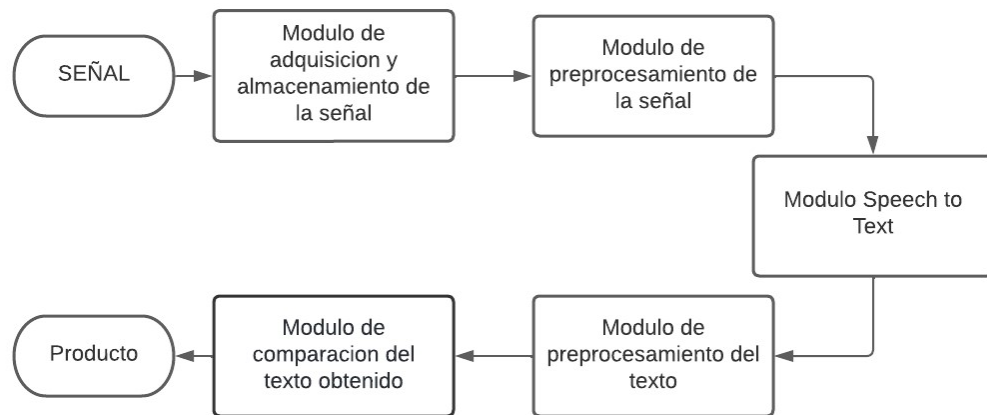 SEÑAL
Modulo de
adquisicion y
almacenamiento de
la señal
Modulo de
preprocesamiento de
la señal
Modulo Speech to
Text
Modulo de
preprocesamiento del
texto
Modulo de
comparacion del
texto obtenido
Producto